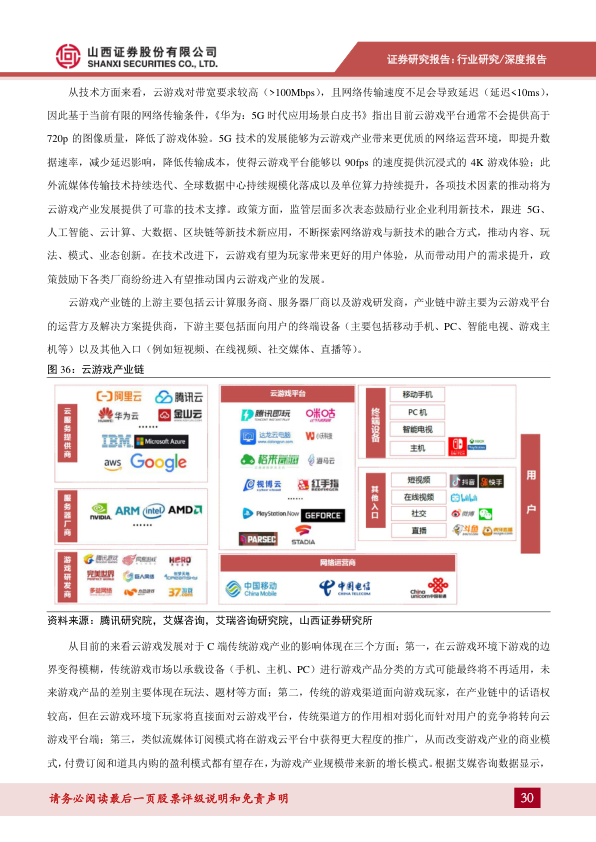 山西证券股份有限公司
SHANXI SECURITIES CO., LTD.
证券研究报告：行业研究/深度报告
从技术方面来看，云游戏对带宽要求较高（>100Mbps），且网络传输速度不足会导致延迟（延迟<10ms），
因此基于当前有限的网络传输条件，《华为：5G 时代应用场景白皮书》指出目前云游戏平台通常不会提供高于
720p 的图像质量，降低了游戏体验。5G 技术的发展能够为云游戏产业带来更优质的网络运营环境，即提升数
据速率，减少延迟影响，降低传输成本，使得云游戏平台能够以 90fps 的速度提供沉浸式的 4K 游戏体验；此
外流媒体传输技术持续迭代、全球数据中心持续规模化落成以及单位算力持续提升，各项技术因素的推动将为
云游戏产业发展提供了可靠的技术支撑。政策方面，监管层面多次表态鼓励行业企业利用新技术，跟进 5G、
人工智能、云计算、大数据、区块链等新技术新应用，不断探索网络游戏与新技术的融合方式，推动内容、玩
法、模式、业态创新。在技术改进下，云游戏有望为玩家带来更好的用户体验，从而带动用户的需求提升，政
策鼓励下各类厂商纷纷进入有望推动国内云游戏产业的发展。
云游戏产业链的上游主要包括云计算服务商、服务器厂商以及游戏研发商，产业链中游主要为云游戏平台
的运营方及解决方案提供商，下游主要包括面向用户的终端设备（主要包括移动手机、PC、智能电视、游戏主
机等）以及其他入口（例如短视频、在线视频、社交媒体、直播等）。
图 36：云游戏产业链
云服务提供商
阿里云
腾讯云
华为云
金山云
······
IBM
Microsoft Azure
aws
Google
服务器厂商
NVIDIA.
ARM
intel
AMD
······
游戏研发商
腾讯游戏
网易游戏
HERO
完美世界
巨人网络
多益网络
37互娱
云游戏平台
腾讯即玩
咪咕
达龙云电脑
格来云游戏
视博云
红手指
······
PlayStation Now
GEFORCE
PARSEC
STADIA
网络运营商
中国移动
China Mobile
中国电信
CHINA TELECOM
China unicom中国联通
终端设备
移动手机
PC 机
智能电视
主机
其他入口
短视频
抖音
快手
在线视频
bilibili
社交
微博
直播
斗鱼
用户
资料来源：腾讯研究院，艾媒咨询，艾瑞咨询研究院，山西证券研究所
从目前的来看云游戏发展对于 C 端传统游戏产业的影响体现在三个方面：第一，在云游戏环境下游戏的边
界变得模糊，传统游戏市场以承载设备（手机、主机、PC）进行游戏产品分类的方式可能最终将不再适用，未
来游戏产品的差别主要体现在玩法、题材等方面；第二，传统的游戏渠道面向游戏玩家，在产业链中的话语权
较高，但在云游戏环境下玩家将直接面对云游戏平台，传统渠道方的作用相对弱化而针对用户的竞争将转向云
游戏平台端；第三，类似流媒体订阅模式将在游戏云平台中获得更大程度的推广，从而改变游戏产业的商业模
式，付费订阅和道具内购的盈利模式都有望存在，为游戏产业规模带来新的增长模式。根据艾媒咨询数据显示，
请务必阅读最后一页股票评级说明和免责声明
30